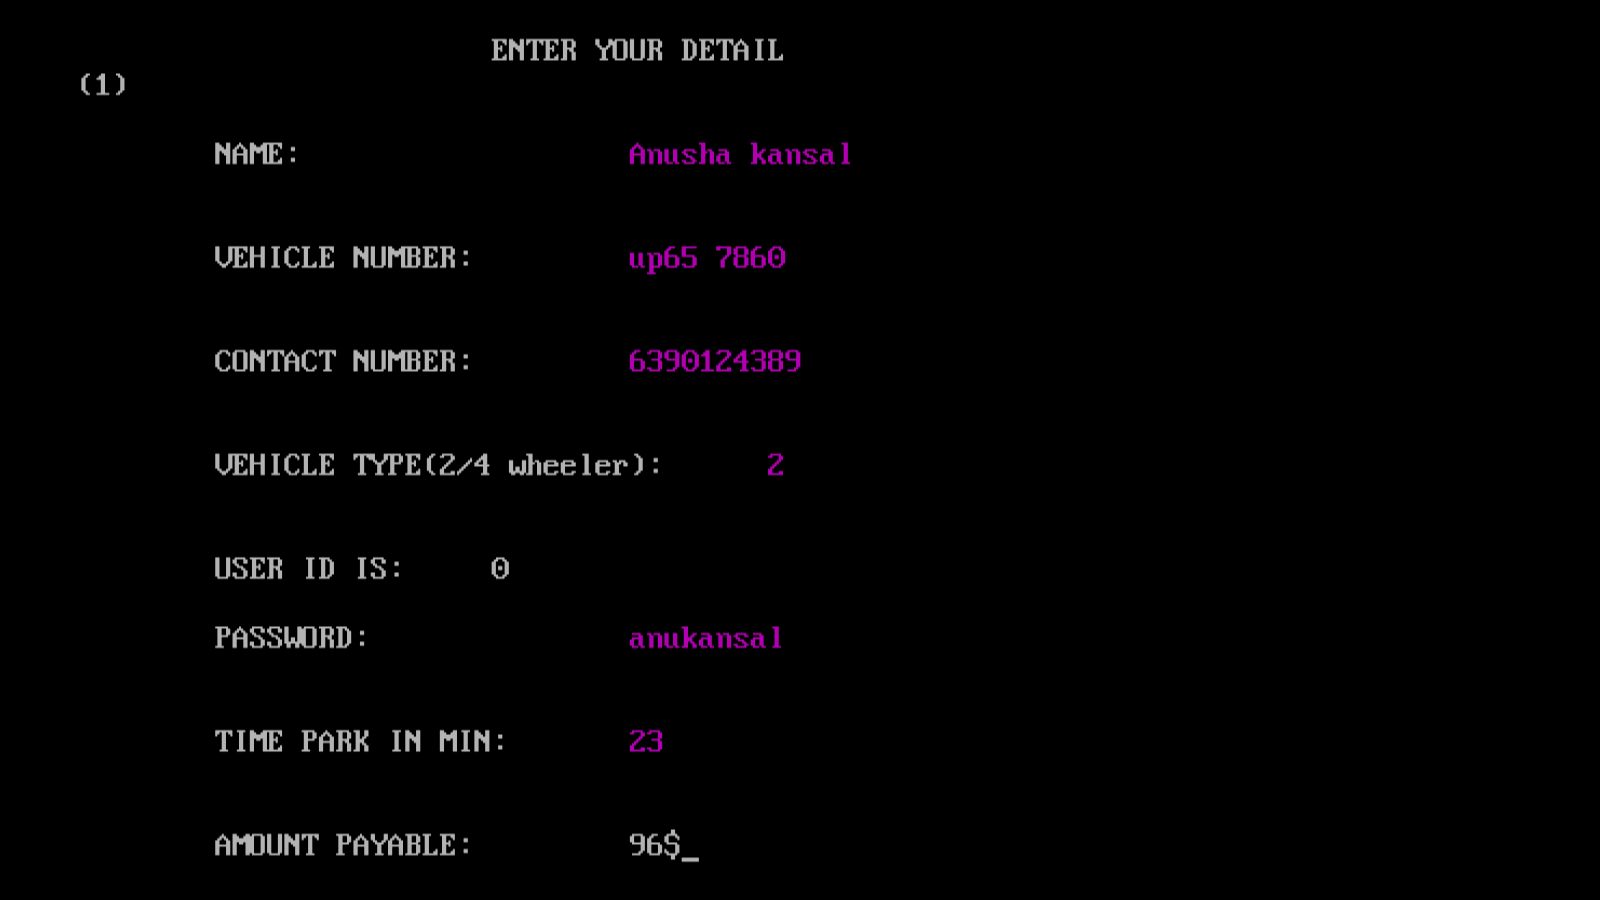 ENTER YOUR DETAIL
(1)
NAME: Anusha kansal
VEHICLE NUMBER: up65 7860
CONTACT NUMBER: 6390124389
VEHICLE TYPE(2/4 wheeler): 2
USER ID IS: 0
PASSWORD: anukansal
TIME PARK IN MIN: 23
AMOUNT PAYABLE: 96$_